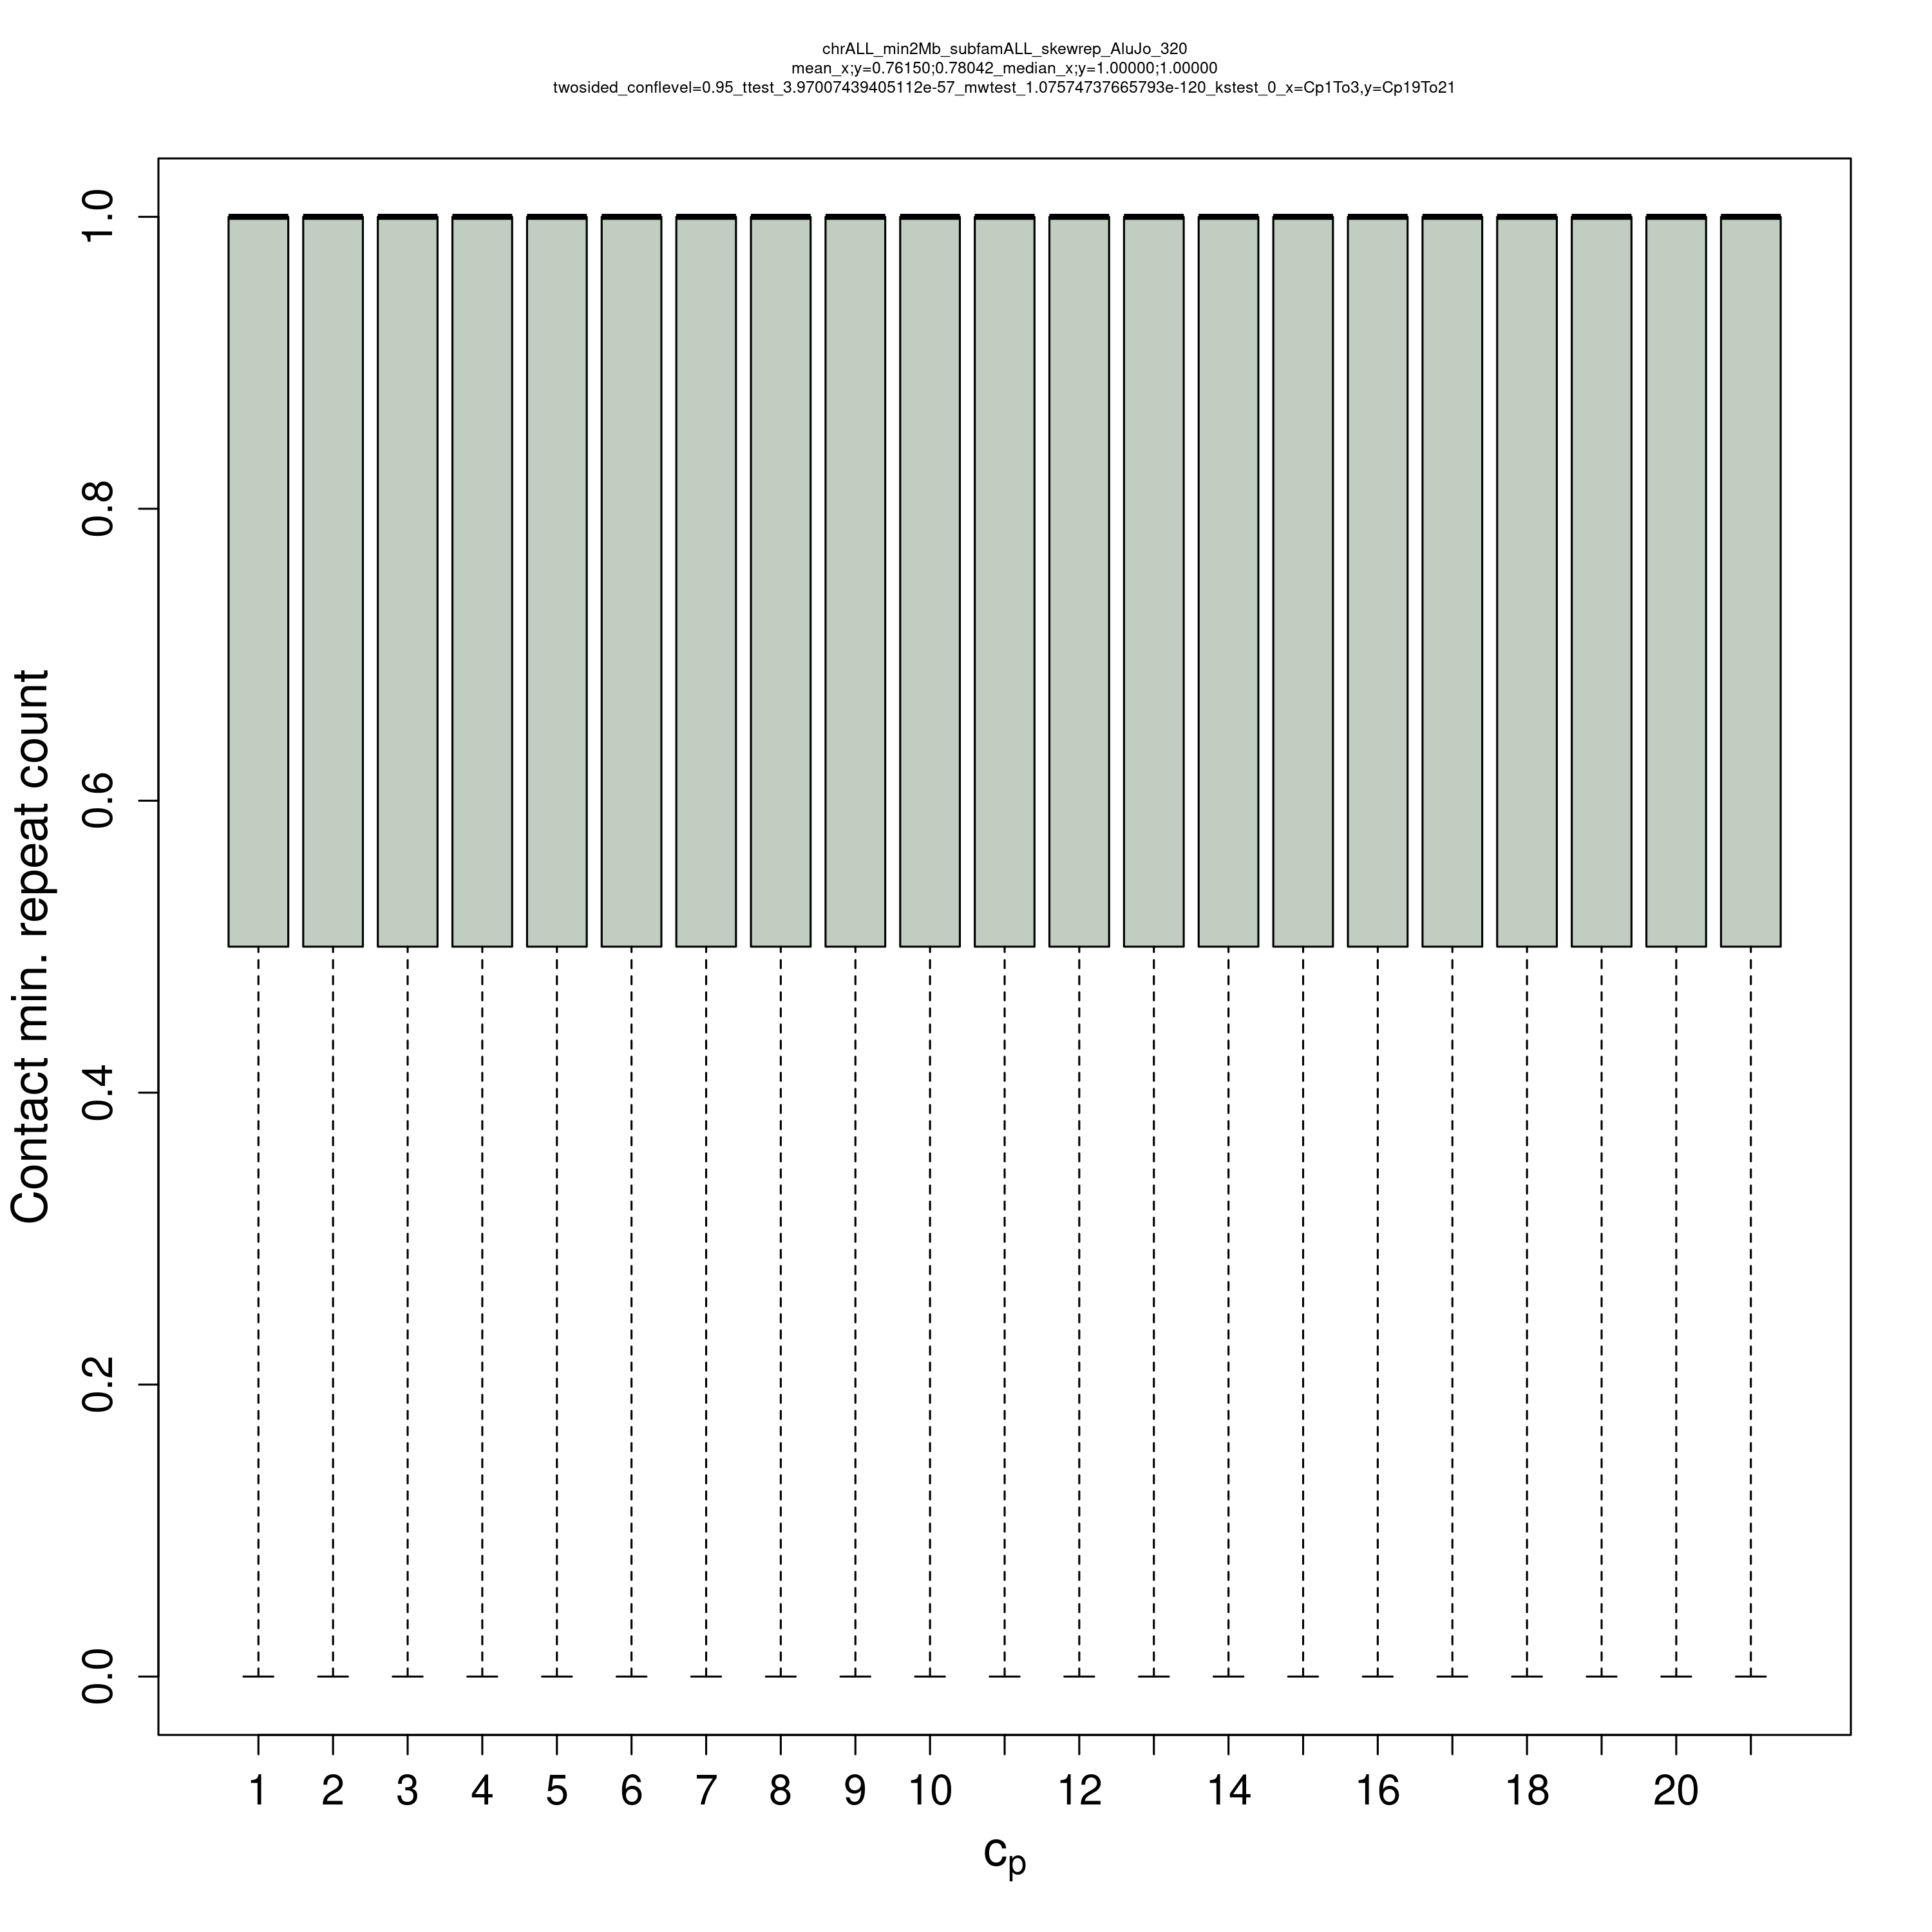 chrALL_min2Mb_subfamALL_skewrep_AluJo_320
mean_x;y=0.76150;0.78042_median_x;y=1.00000;1.00000
twosided_conflevel=0.95_ttest_3.97007439405112e-57_mwtest_1.07574737665793e-120_kstest_0_x=Cp1To3,y=Cp19To21
Contact min. repeat count
1.0
0.8
0.6
0.4
0.2
0.0
1 2 3 4 5 6 7 8 9 10 12 14 16 18 20
cp